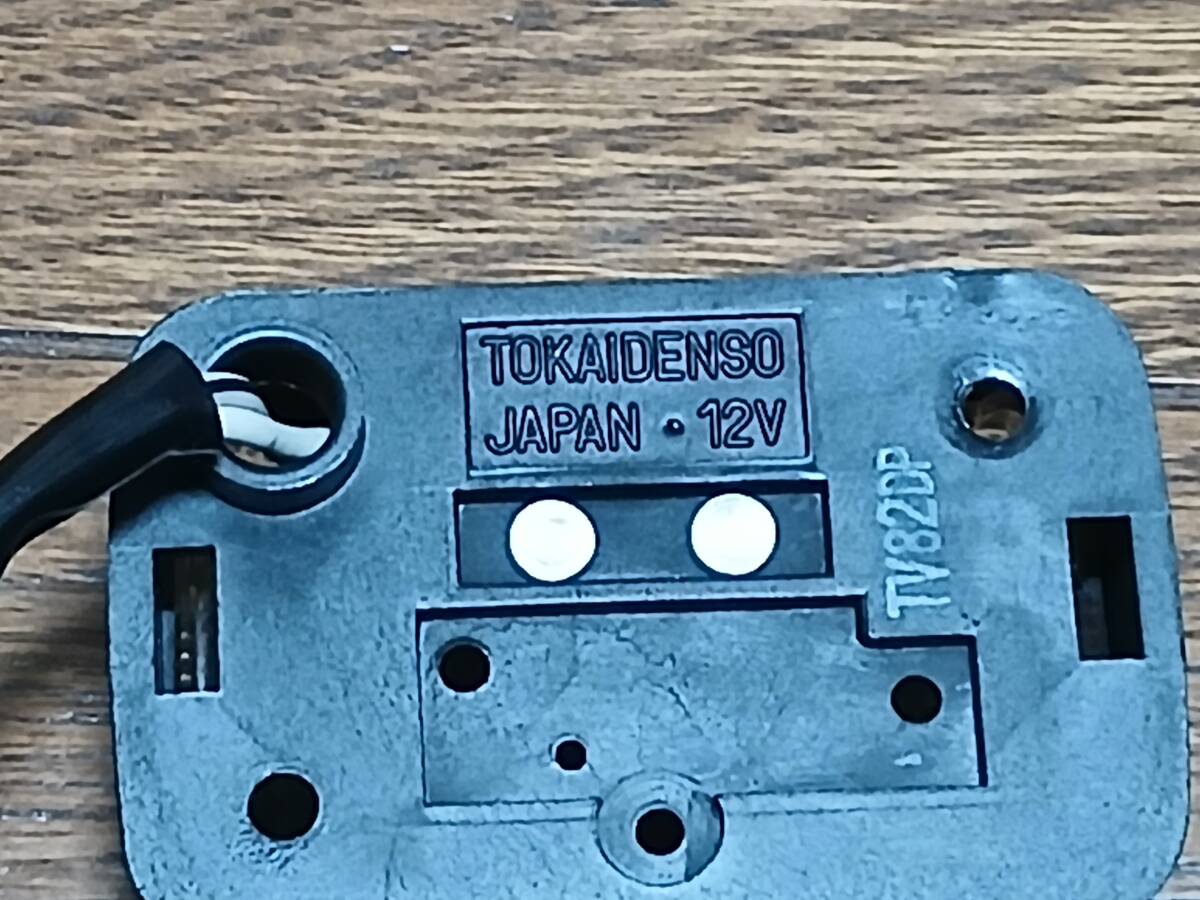 TOKAIDENSO
JAPAN · 12V
TV82DP